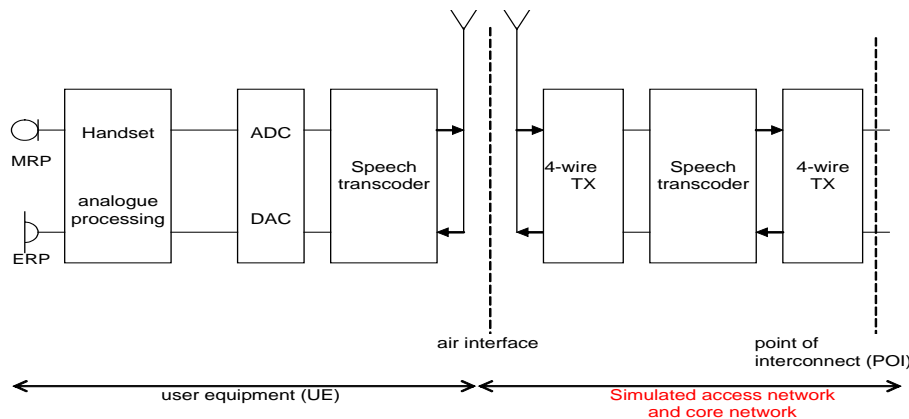 MRP
ERP
Handset
analogue
processing
ADC
DAC
Speech
transcoder
4-wire
TX
Speech
transcoder
4-wire
TX
air interface
point of
interconnect (POI)
user equipment (UE)
Simulated access network
and core network